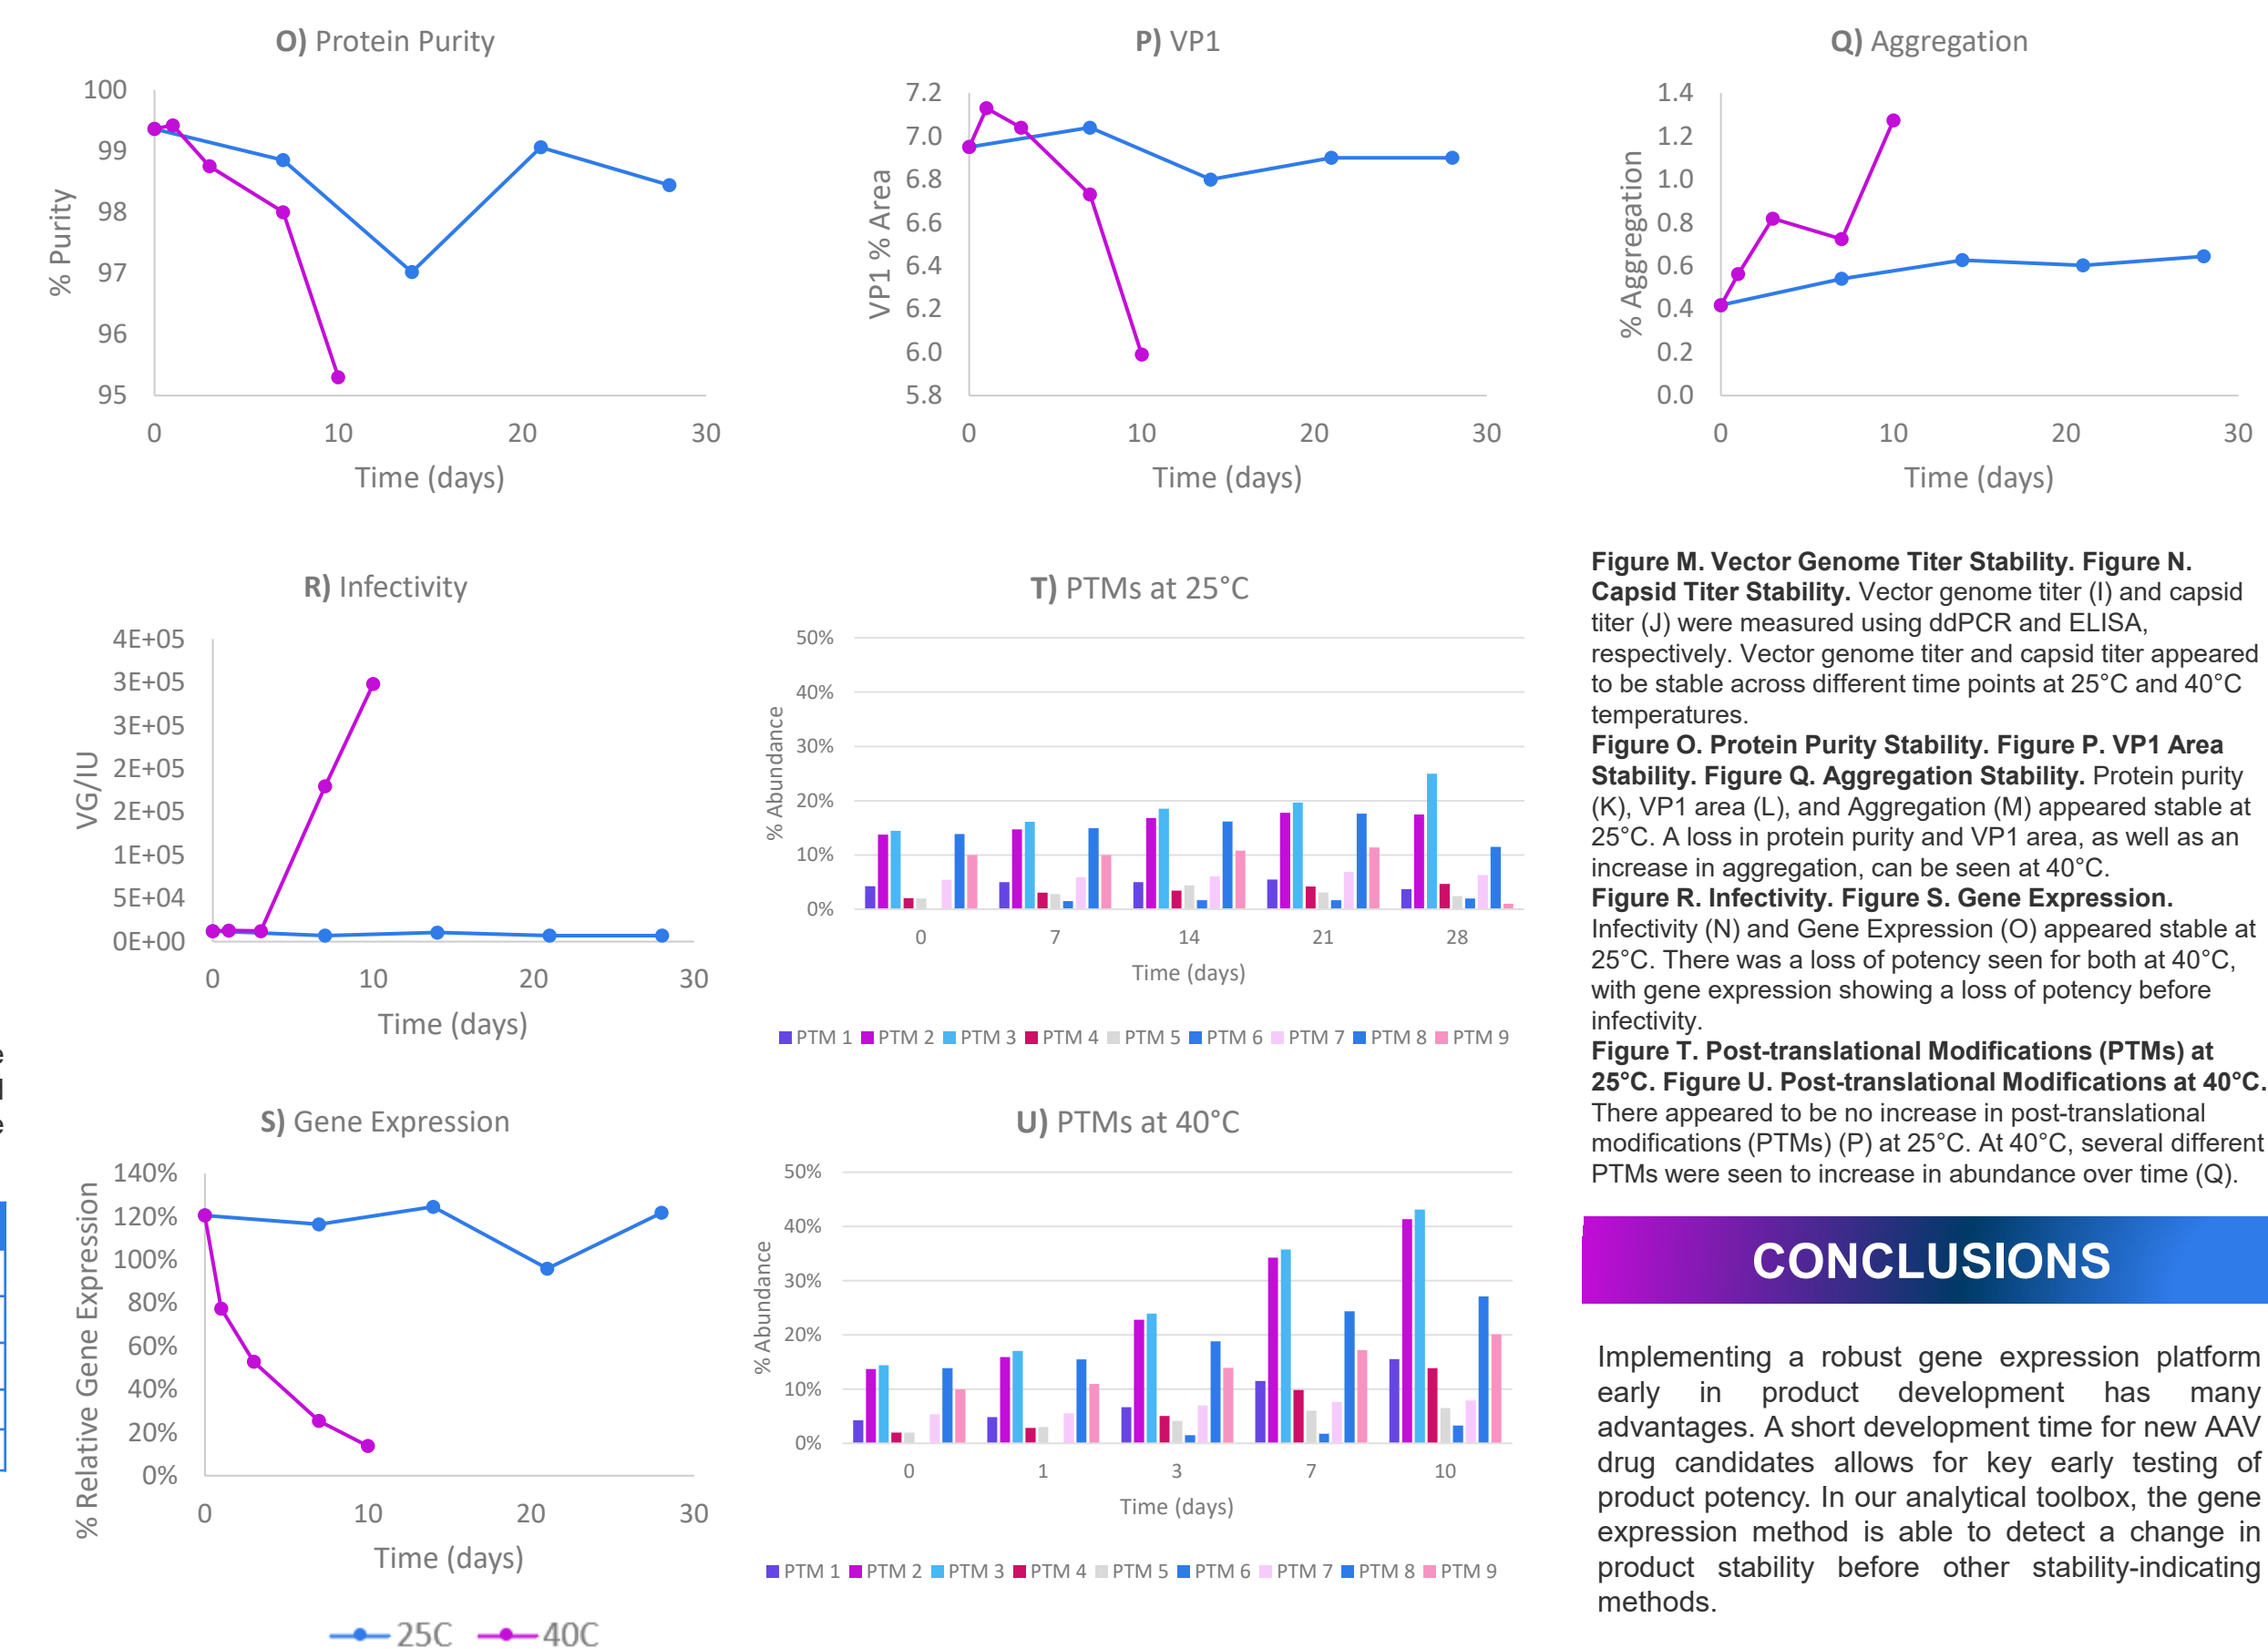 O) Protein Purity
% Purity
100
99
98
97
96
95
0 10 20 30
Time (days)
P) VP1
VP1 % Area
7.2
7.0
6.8
6.6
6.4
6.2
6.0
5.8
0 10 20 30
Time (days)
Q) Aggregation
% Aggregation
1.4
1.2
1.0
0.8
0.6
0.4
0.2
0.0
0 10 20 30
Time (days)
R) Infectivity
VG/IU
4E+05
3E+05
3E+05
2E+05
2E+05
1E+05
5E+04
0E+00
0 10 20 30
Time (days)
T) PTMs at 25°C
% Abundance
50%
40%
30%
20%
10%
0%
0 7 14 21 28
Time (days)
PTM 1 PTM 2 PTM 3 PTM 4 PTM 5 PTM 6 PTM 7 PTM 8 PTM 9
S) Gene Expression
% Relative Gene Expression
140%
120%
100%
80%
60%
40%
20%
0%
0 10 20 30
Time (days)
25C 40C
U) PTMs at 40°C
% Abundance
50%
40%
30%
20%
10%
0%
0 1 3 7 10
Time (days)
PTM 1 PTM 2 PTM 3 PTM 4 PTM 5 PTM 6 PTM 7 PTM 8 PTM 9
Figure M. Vector Genome Titer Stability. Figure N.
Capsid Titer Stability. Vector genome titer (I) and capsid
titer (J) were measured using ddPCR and ELISA,
respectively. Vector genome titer and capsid titer appeared
to be stable across different time points at 25°C and 40°C
temperatures.
Figure O. Protein Purity Stability. Figure P. VP1 Area
Stability. Figure Q. Aggregation Stability. Protein purity
(K), VP1 area (L), and Aggregation (M) appeared stable at
25°C. A loss in protein purity and VP1 area, as well as an
increase in aggregation, can be seen at 40°C.
Figure R. Infectivity. Figure S. Gene Expression.
Infectivity (N) and Gene Expression (O) appeared stable at
25°C. There was a loss of potency seen for both at 40°C,
with gene expression showing a loss of potency before
infectivity.
Figure T. Post-translational Modifications (PTMs) at
25°C. Figure U. Post-translational Modifications at 40°C.
There appeared to be no increase in post-translational
modifications (PTMs) (P) at 25°C. At 40°C, several different
PTMs were seen to increase in abundance over time (Q).
CONCLUSIONS
Implementing a robust gene expression platform
early in product development has many
advantages. A short development time for new AAV
drug candidates allows for key early testing of
product potency. In our analytical toolbox, the gene
expression method is able to detect a change in
product stability before other stability-indicating
methods.